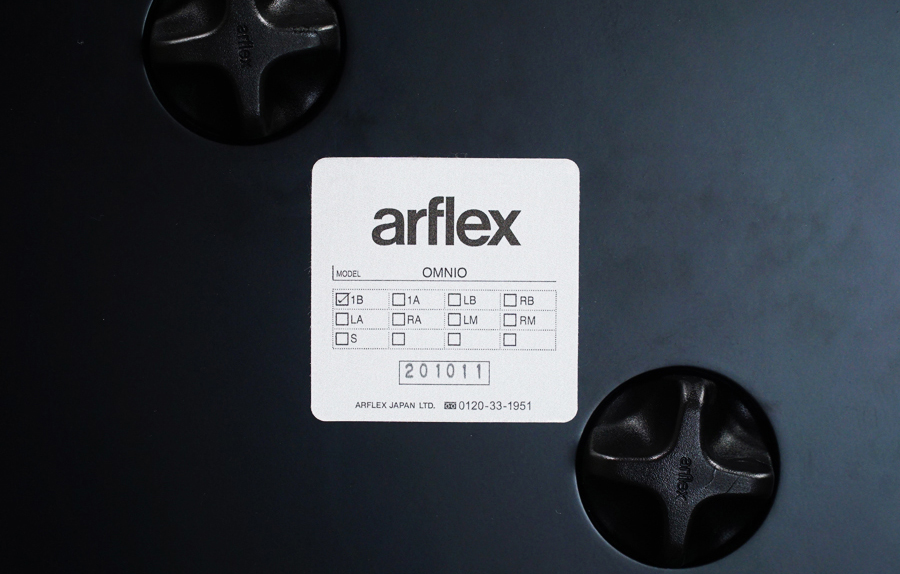 arflex
arflex
MODEL OMNIO
☑1B ☐1A ☐LB ☐RB
☐LA ☐RA ☐LM ☐RM
☐S ☐ ☐ ☐
201011
ARFLEX JAPAN LTD. 0120-33-1951
arflex